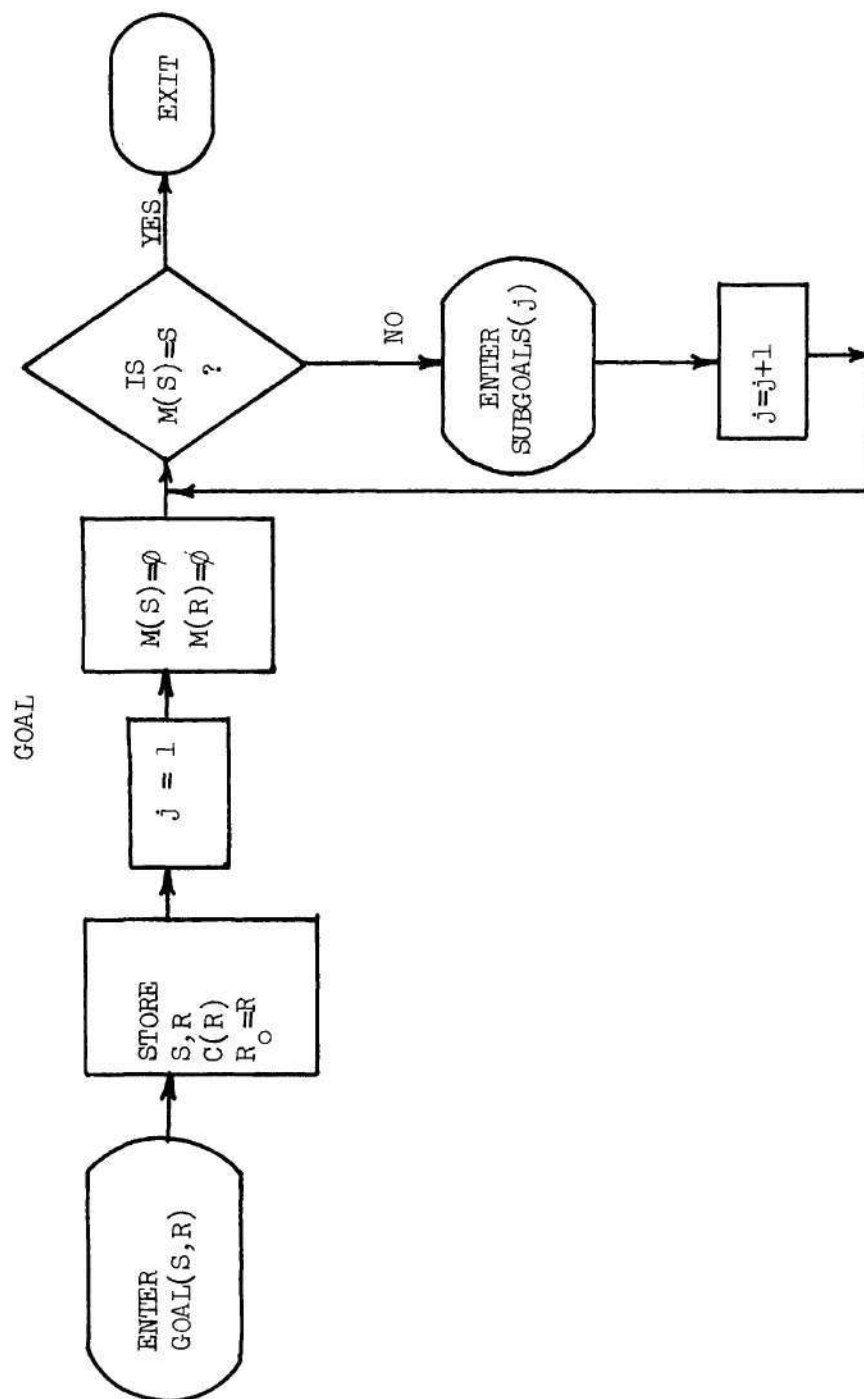 GOAL
ENTER
GOAL(S,R)
STORE
S,R
C(R)
R₀=R
j = 1
M(S)=∅
M(R)=∅
IS
M(S)=S
?
YES
EXIT
NO
ENTER
SUBGOALS(j)
j=j+1